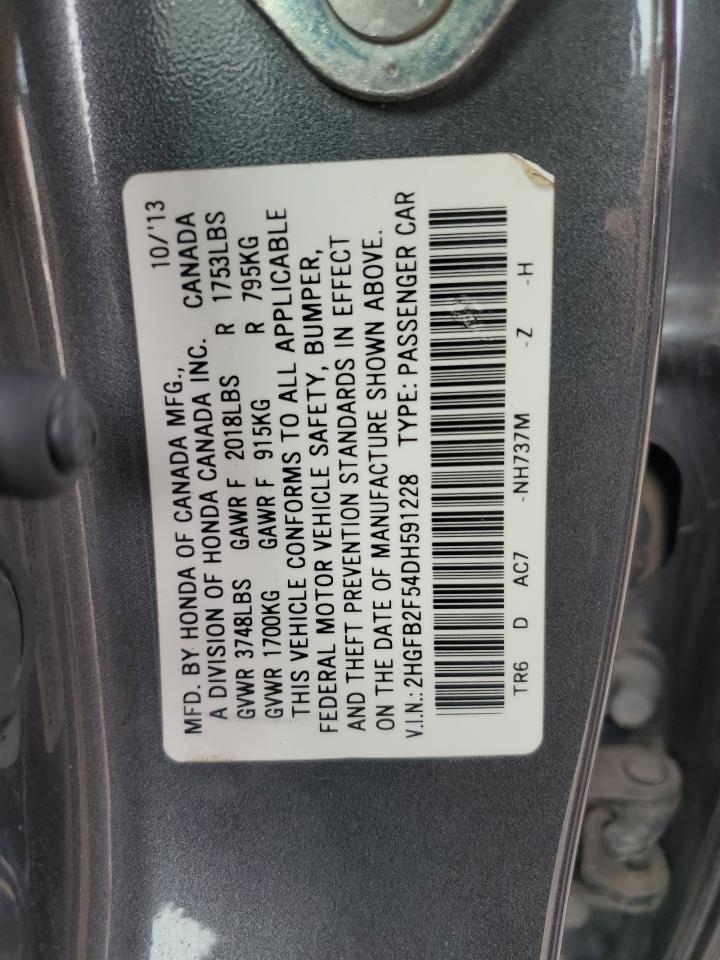 MFD. BY HONDA OF CANADA MFG., 10/'13
A DIVISION OF HONDA CANADA INC. CANADA
GVWR 3748LBS GAWR F 2018LBS R 1753LBS
GVWR 1700KG GAWR F 915KG R 795KG
THIS VEHICLE CONFORMS TO ALL APPLICABLE
FEDERAL MOTOR VEHICLE SAFETY, BUMPER,
AND THEFT PREVENTION STANDARDS IN EFFECT
ON THE DATE OF MANUFACTURE SHOWN ABOVE.
V.I.N.: 2HGFB2F54DH591228 TYPE: PASSENGER CAR
TR6 D AC7 -NH737M -Z -H